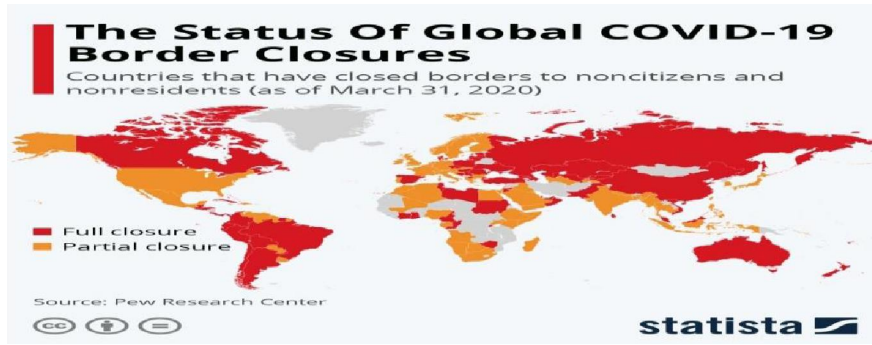 The Status Of Global COVID-19
Border Closures
Countries that have closed borders to noncitizens and
nonresidents (as of March 31, 2020)
Full closure
Partial closure
Source: Pew Research Center
cc
statista